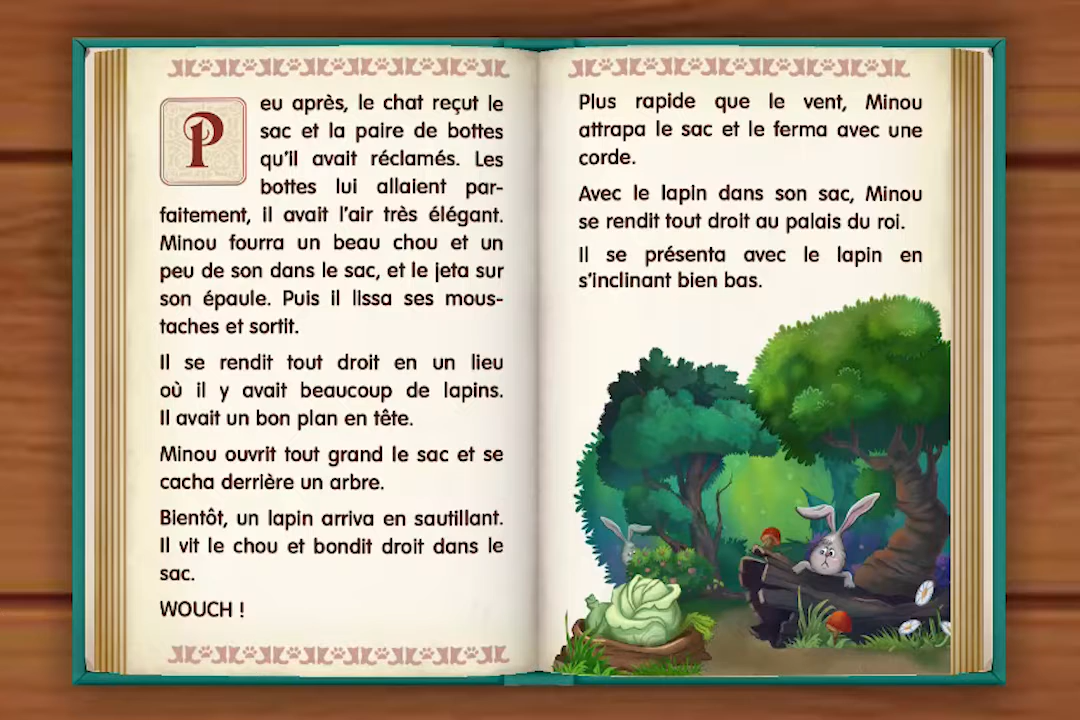 Peu après, le chat reçut le
sac et la paire de bottes
qu'il avait réclamés. Les
bottes lui allaient par-
faitement, il avait l'air très élégant.
Minou fourra un beau chou et un
peu de son dans le sac, et le jeta sur
son épaule. Puis il lissa ses mous-
taches et sortit.
Il se rendit tout droit en un lieu
où il y avait beaucoup de lapins.
Il avait un bon plan en tête.
Minou ouvrit tout grand le sac et se
cacha derrière un arbre.
Bientôt, un lapin arriva en sautillant.
Il vit le chou et bondit droit dans le
sac.
WOUCH !
Plus rapide que le vent, Minou
attrapa le sac et le ferma avec une
corde.
Avec le lapin dans son sac, Minou
se rendit tout droit au palais du roi.
Il se présenta avec le lapin en
s'inclinant bien bas.